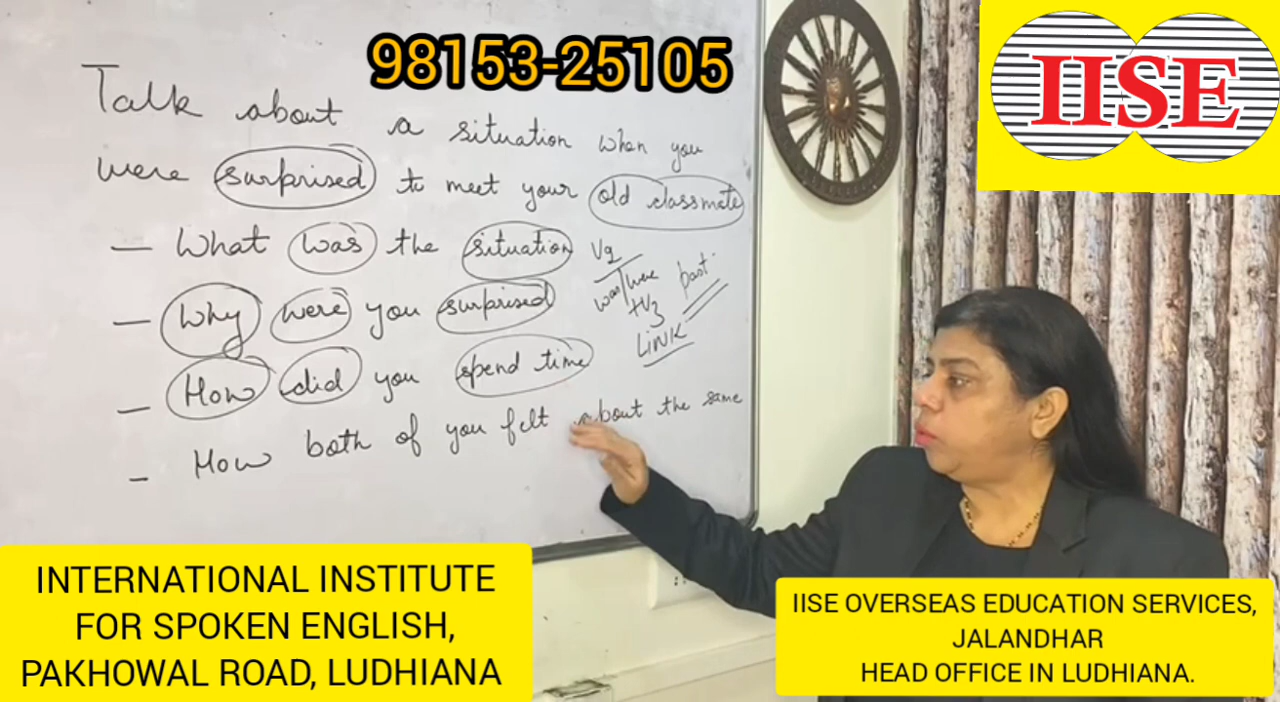 98153-25105
IISE
Talk about a situation when you
were surprised to meet your old classmate
— What was the situation
— Why were you surprised
— How did you spend time
— How both of you felt about the same
V2
was/were past
+V3
LINK
INTERNATIONAL INSTITUTE
FOR SPOKEN ENGLISH,
PAKHOWAL ROAD, LUDHIANA
IISE OVERSEAS EDUCATION SERVICES,
JALANDHAR
HEAD OFFICE IN LUDHIANA.